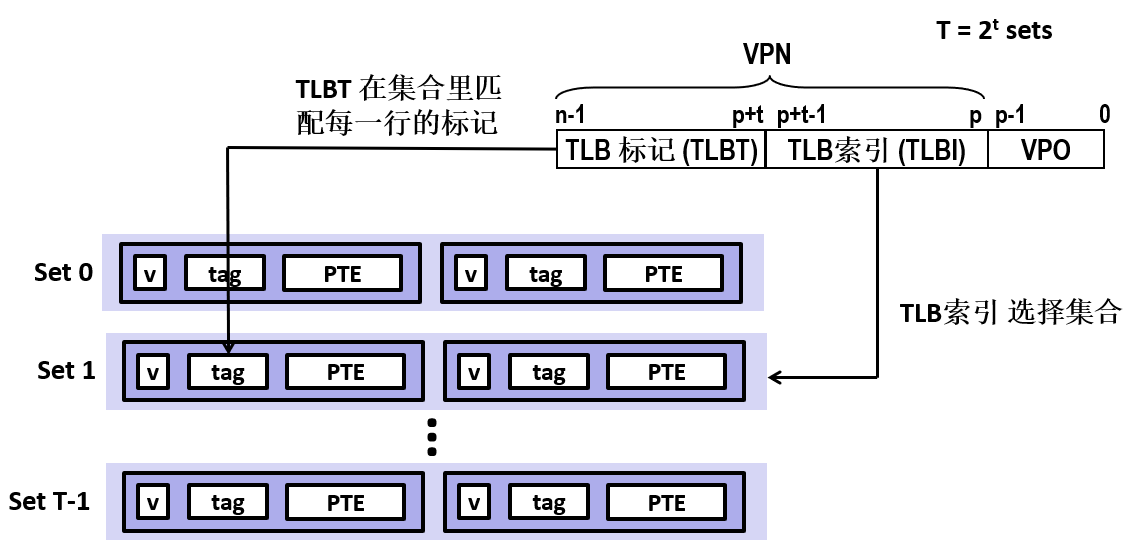 T = 2^t sets
VPN
TLBT 在集合里匹
配每一行的标记
n-1 p+t p+t-1 p p-1 0
TLB 标记 (TLBT) TLB索引 (TLBI) VPO
Set 0 v tag PTE v tag PTE
TLB索引 选择集合
Set 1 v tag PTE v tag PTE
Set T-1 v tag PTE v tag PTE